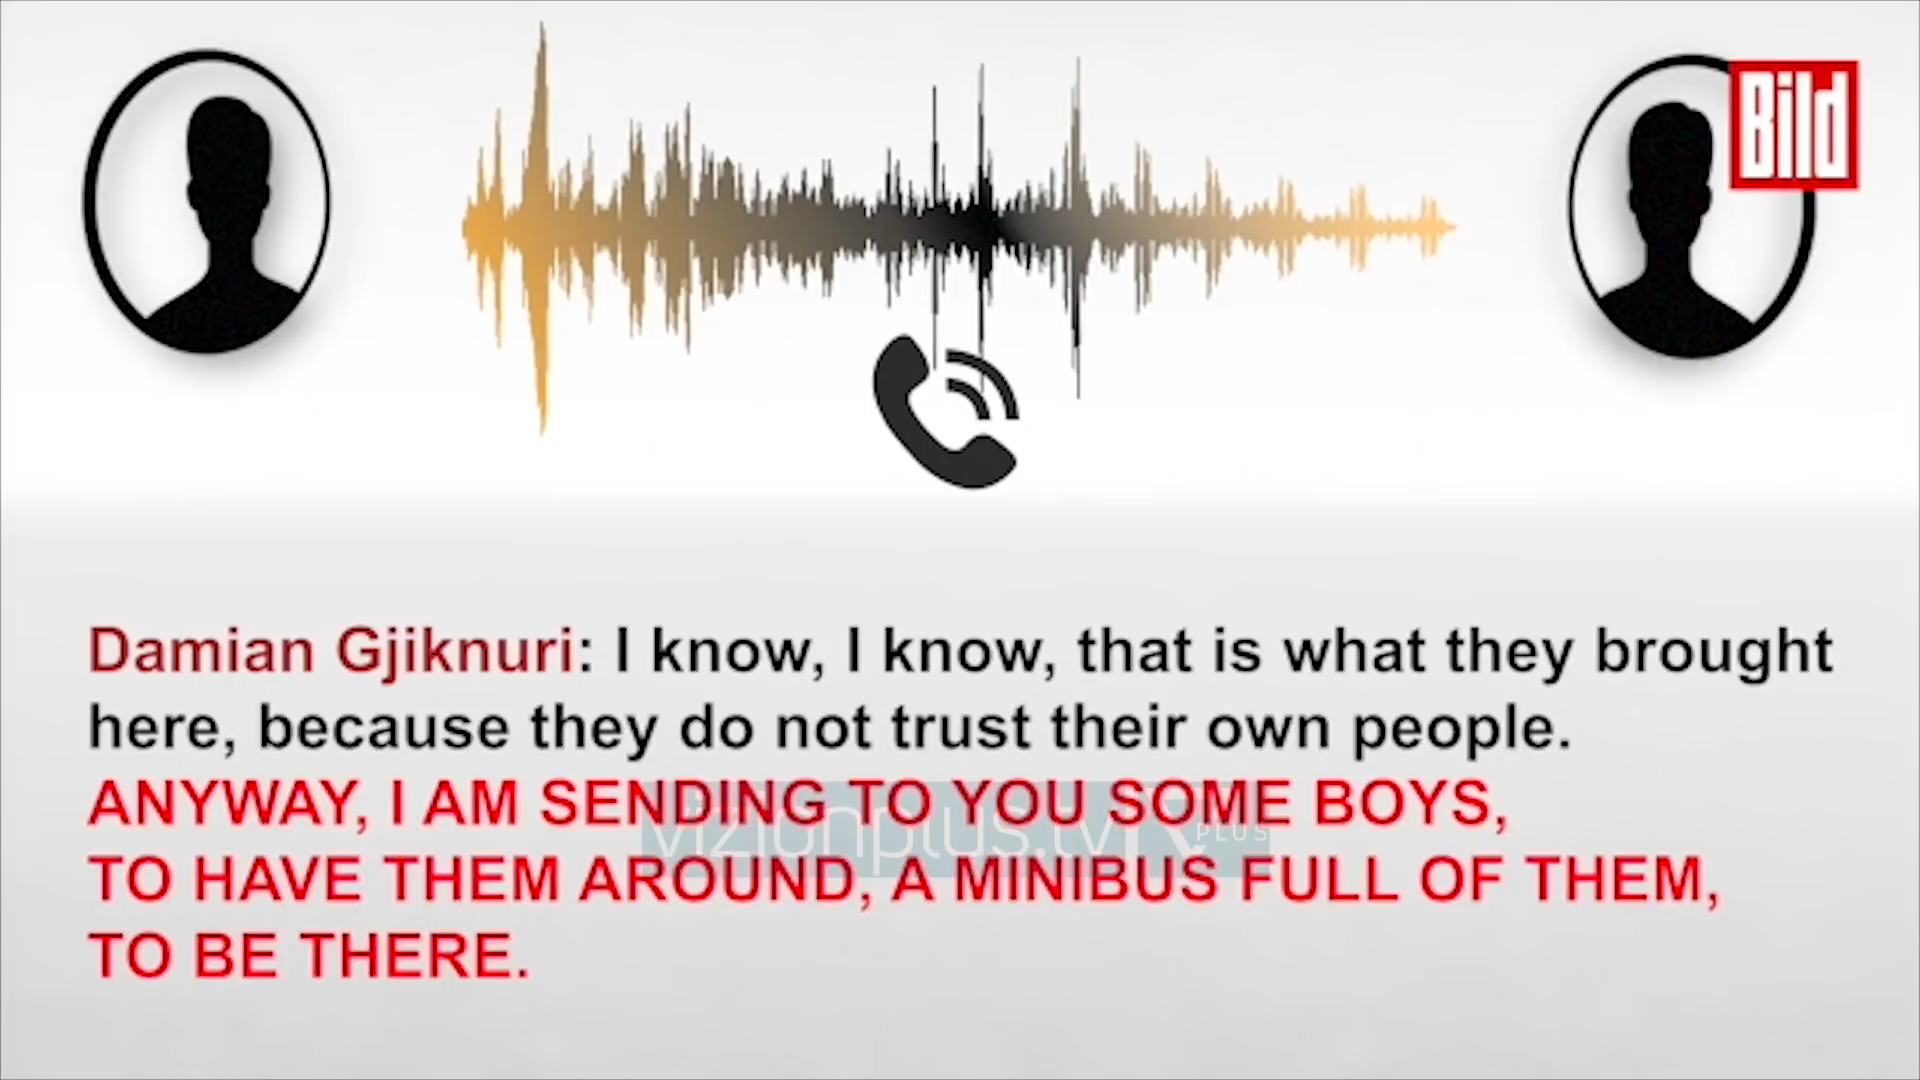 Bild
Damian Gjiknuri: I know, I know, that is what they brought
here, because they do not trust their own people.
ANYWAY, I AM SENDING TO YOU SOME BOYS,
TO HAVE THEM AROUND, A MINIBUS FULL OF THEM,
TO BE THERE.
vizionplus.tv
PLUS